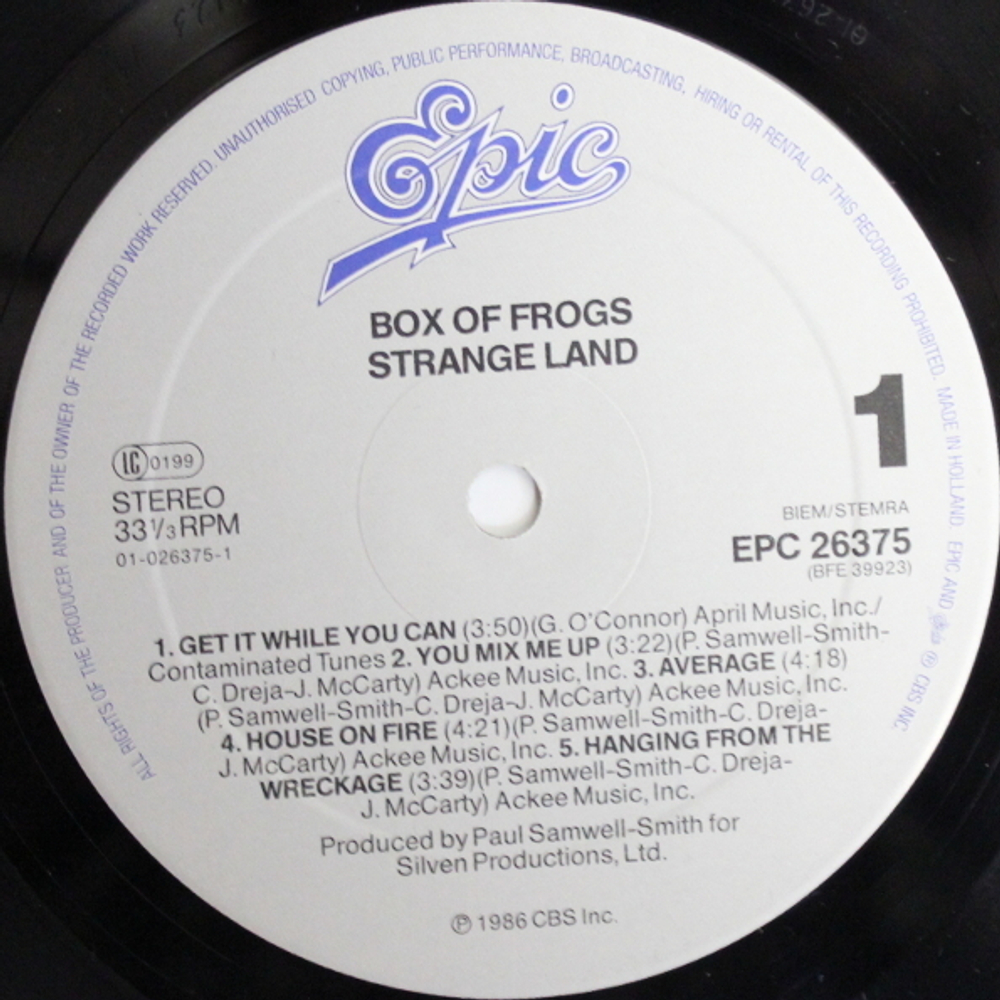 ALL RIGHTS OF THE PRODUCER AND OF THE OWNER OF THE RECORDED WORK RESERVED. UNAUTHORISED COPYING, PUBLIC PERFORMANCE, BROADCASTING, HIRING OR RENTAL OF THIS RECORDING PROHIBITED. MADE IN HOLLAND. EPIC AND Epic ® CBS INC.
Epic
BOX OF FROGS
STRANGE LAND
1
LC 0199
STEREO
33 1/3 RPM
01-026375-1
BIEM/STEMRA
EPC 26375
(BFE 39923)
1. GET IT WHILE YOU CAN (3:50)(G. O'Connor) April Music, Inc./
Contaminated Tunes 2. YOU MIX ME UP (3:22)(P. Samwell-Smith-
C. Dreja-J. McCarty) Ackee Music, Inc. 3. AVERAGE (4:18)
(P. Samwell-Smith-C. Dreja-J. McCarty) Ackee Music, Inc.
4. HOUSE ON FIRE (4:21)(P. Samwell-Smith-C. Dreja-
J. McCarty) Ackee Music, Inc. 5. HANGING FROM THE
WRECKAGE (3:39)(P. Samwell-Smith-C. Dreja-
J. McCarty) Ackee Music, Inc.
Produced by Paul Samwell-Smith for
Silven Productions, Ltd.
℗ 1986 CBS Inc.